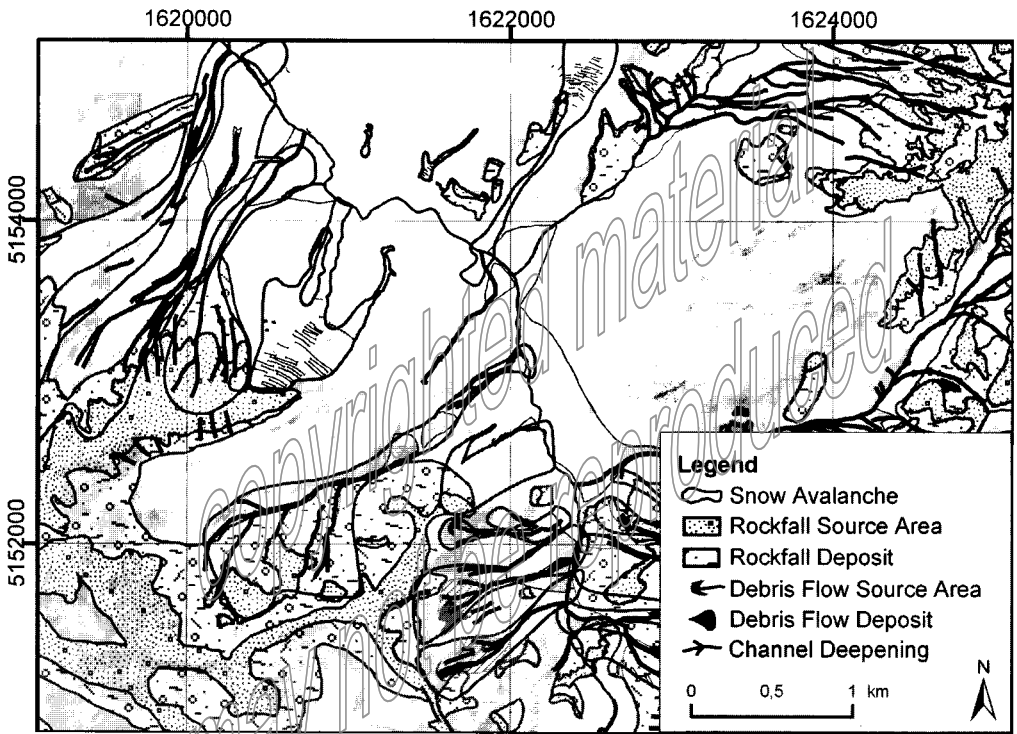 1620000 1622000 1624000
5154000
5152000
copyrighted material
may not be reproduced
Legend
Snow Avalanche
Rockfall Source Area
Rockfall Deposit
Debris Flow Source Area
Debris Flow Deposit
Channel Deepening
N
0 0,5 1 km